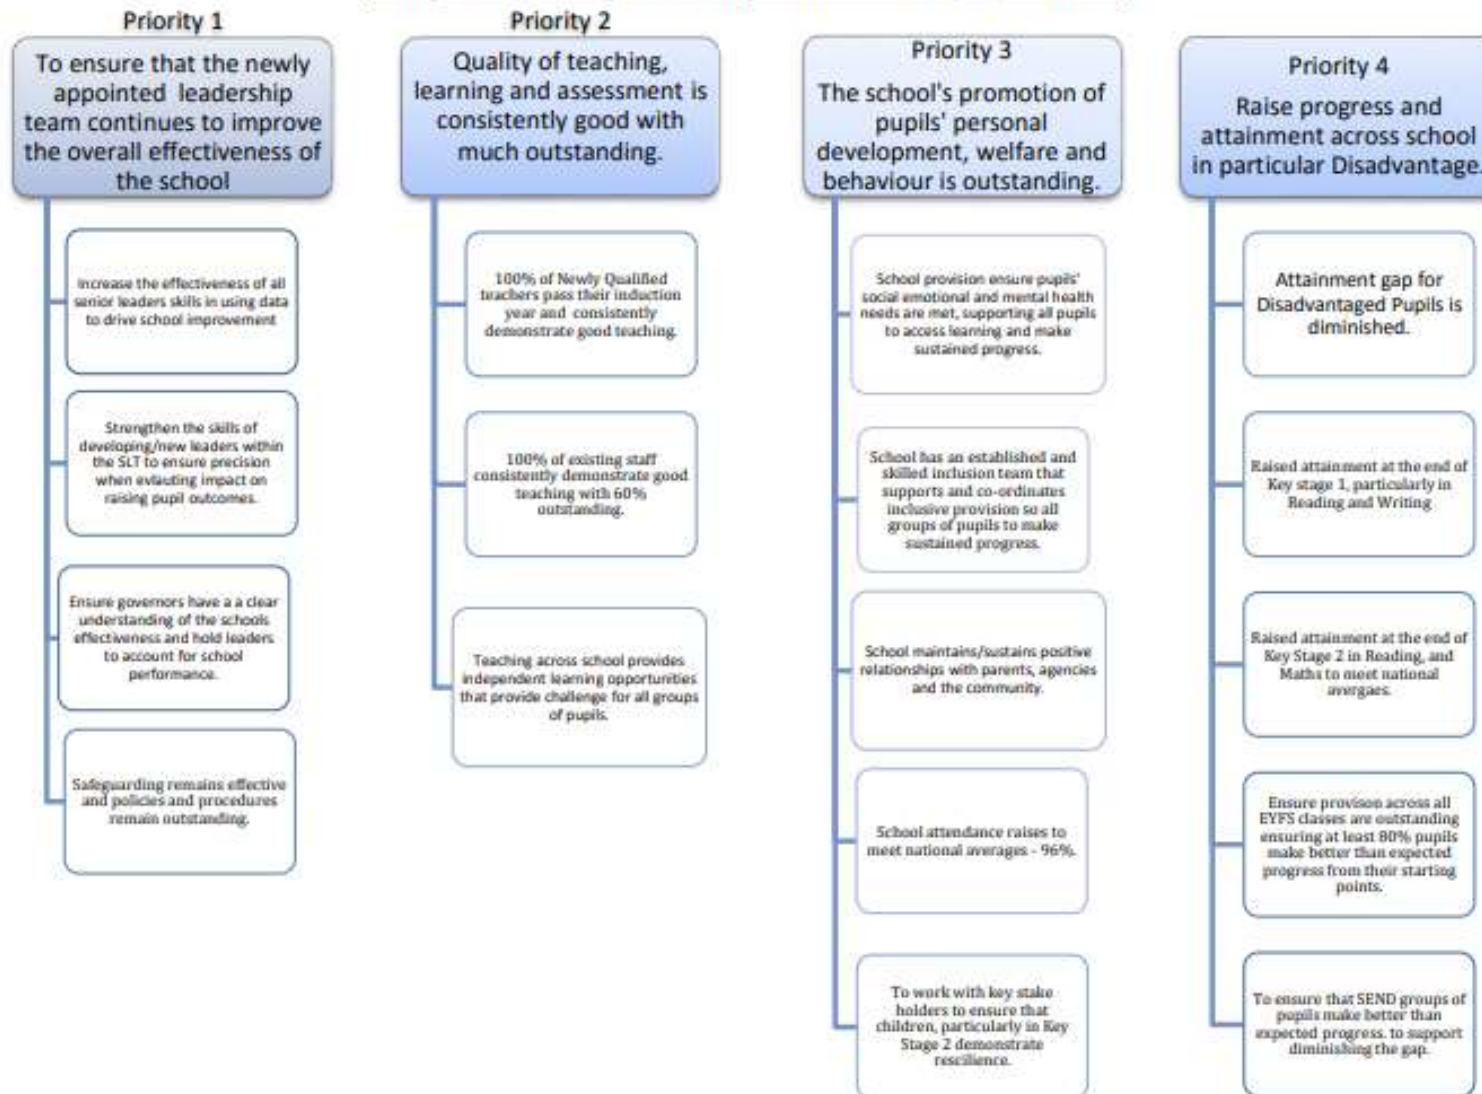 Priority 1
To ensure that the newly
appointed leadership
team continues to improve
the overall effectiveness of
the school
Increase the effectiveness of all
senior leaders skills in using data
to drive school improvement
Strengthen the skills of
developing/new leaders within
the SLT to ensure precision
when evlauting impact on
raising pupil outcomes.
Ensure governors have a a clear
understanding of the schools
effectiveness and hold leaders
to account for school
performance.
Safeguarding remains effective
and policies and procedures
remain outstanding.
Priority 2
Quality of teaching,
learning and assessment is
consistently good with
much outstanding.
100% of Newly Qualified
teachers pass their induction
year and consistently
demonstrate good teaching.
100% of existing staff
consistently demonstrate good
teaching with 60%
outstanding.
Teaching across school provides
independent learning opportunities
that provide challenge for all groups
of pupils.
Priority 3
The school's promotion of
pupils' personal
development, welfare and
behaviour is outstanding.
School provision ensure pupils'
social emotional and mental health
needs are met, supporting all pupils
to access learning and make
sustained progress.
School has an established and
skilled inclusion team that
supports and co-ordinates
inclusive provision so all
groups of pupils to make
sustained progress.
School maintains/sustains positive
relationships with parents, agencies
and the community.
School attendance raises to
meet national averages - 96%.
To work with key stake
holders to ensure that
children, particularly in Key
Stage 2 demonstrate
rescilience.
Priority 4
Raise progress and
attainment across school
in particular Disadvantage.
Attainment gap for
Disadvantaged Pupils is
diminished.
Raised attainment at the end of
Key stage 1, particularly in
Reading and Writing
Raised attainment at the end of
Key Stage 2 in Reading, and
Maths to meet national
avergaes.
Ensure provison across all
EYFS classes are outstanding
ensuring at least 80% pupils
make better than expected
progress from their starting
points.
To ensure that SEND groups of
pupils make better than
expected progress. to support
diminishing the gap.